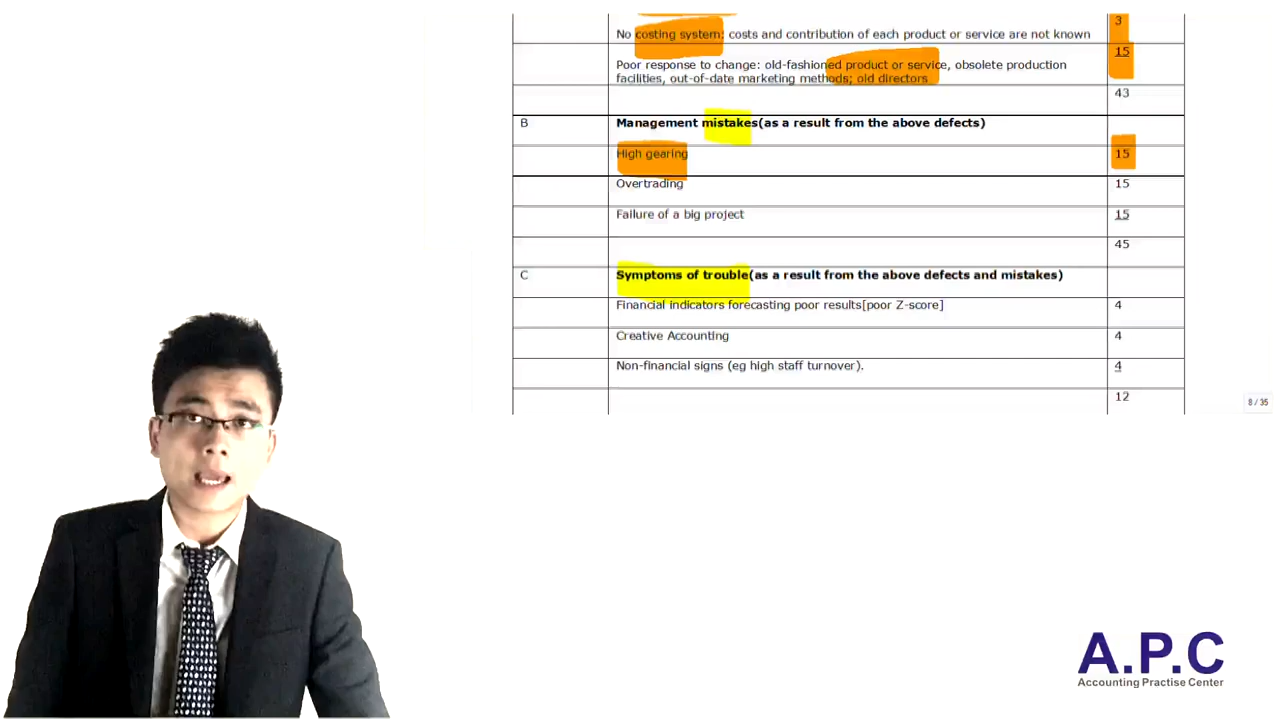 No costing system: costs and contribution of each product or service are not known 3
Poor response to change: old-fashioned product or service, obsolete production 15
facilities, out-of-date marketing methods; old directors
43
B Management mistakes(as a result from the above defects)
High gearing 15
Overtrading 15
Failure of a big project 15
45
C Symptoms of trouble(as a result from the above defects and mistakes)
Financial indicators forecasting poor results[poor Z-score] 4
Creative Accounting 4
Non-financial signs (eg high staff turnover). 4
12
8 / 35
A.P.C
Accounting Practise Center